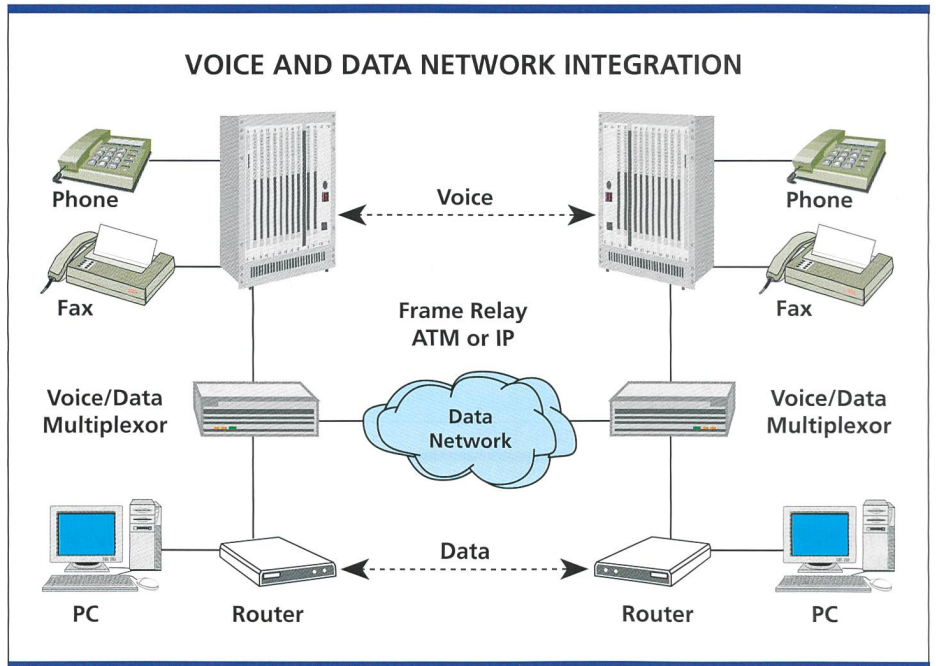 VOICE AND DATA NETWORK INTEGRATION
Phone
Voice
Phone
Fax
Fax
Frame Relay
ATM or IP
Voice/Data
Multiplexor
Data
Network
Voice/Data
Multiplexor
Data
PC
Router
Router
PC